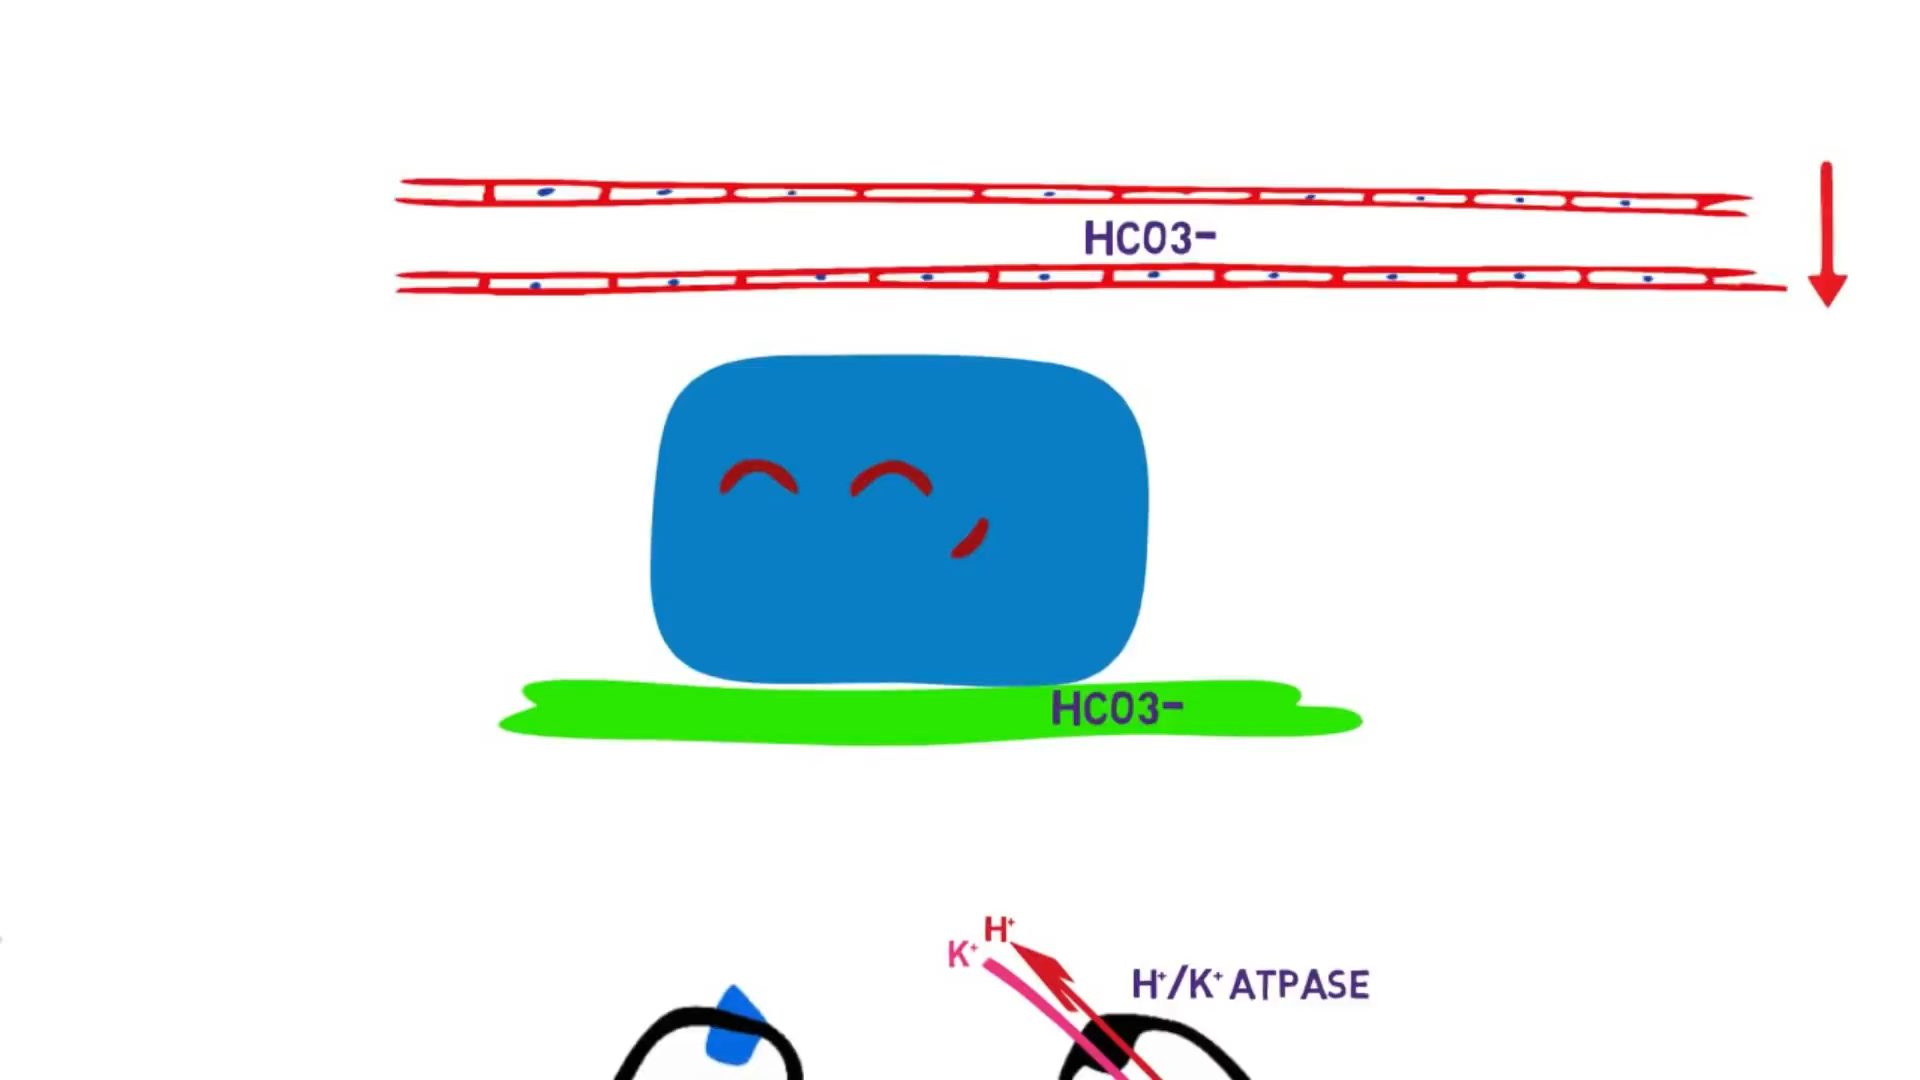 HCO3-
HCO3-
H⁺
K⁺
H⁺/K⁺ ATPASE